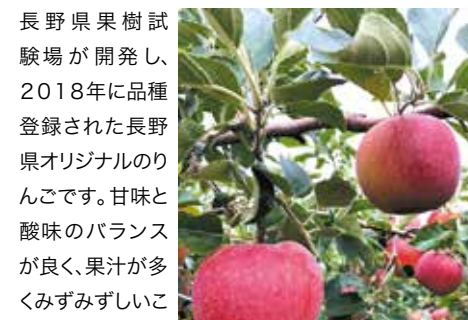 長野県果樹試
験場が開発し、
2018年に品種
登録された長野
県オリジナルのり
んごです。甘味と
酸味のバランス
が良く、果汁が多
くみずみずしいこ